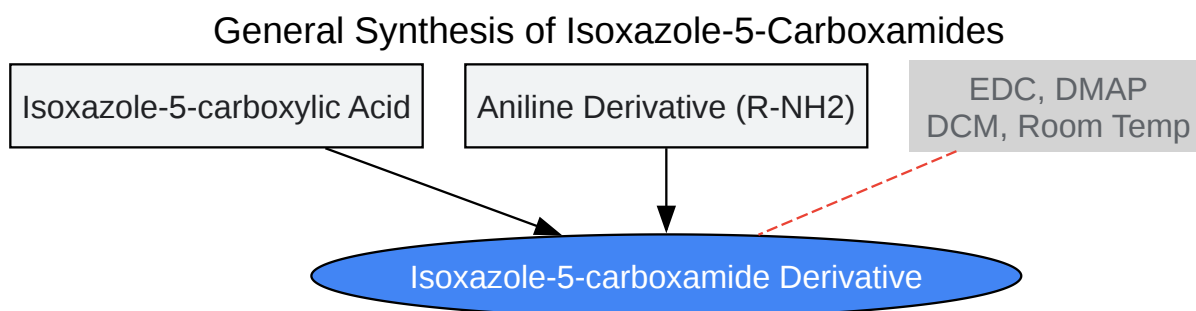 General Synthesis of Isoxazole-5-Carboxamides
Isoxazole-5-carboxylic Acid
Aniline Derivative (R-NH2)
EDC, DMAP
DCM, Room Temp
Isoxazole-5-carboxamide Derivative